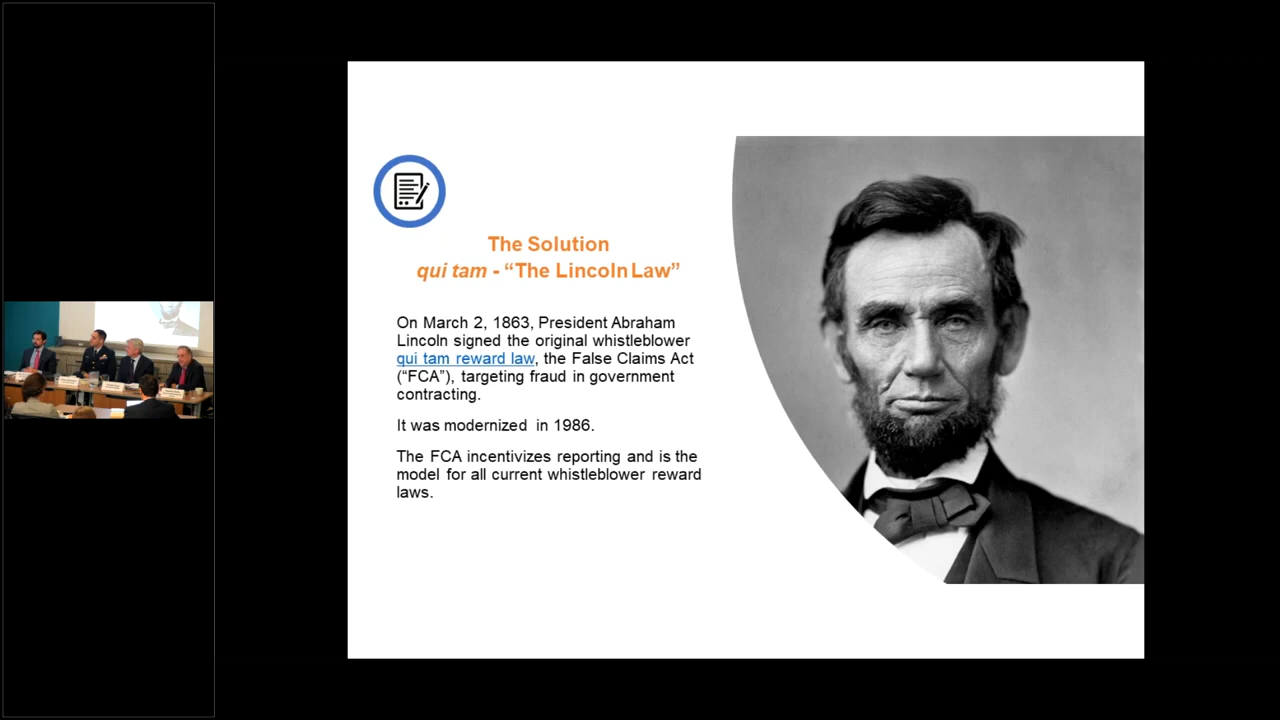 The Solution
qui tam - “The Lincoln Law”
On March 2, 1863, President Abraham
Lincoln signed the original whistleblower
qui tam reward law, the False Claims Act
(“FCA”), targeting fraud in government
contracting.
It was modernized in 1986.
The FCA incentivizes reporting and is the
model for all current whistleblower reward
laws.